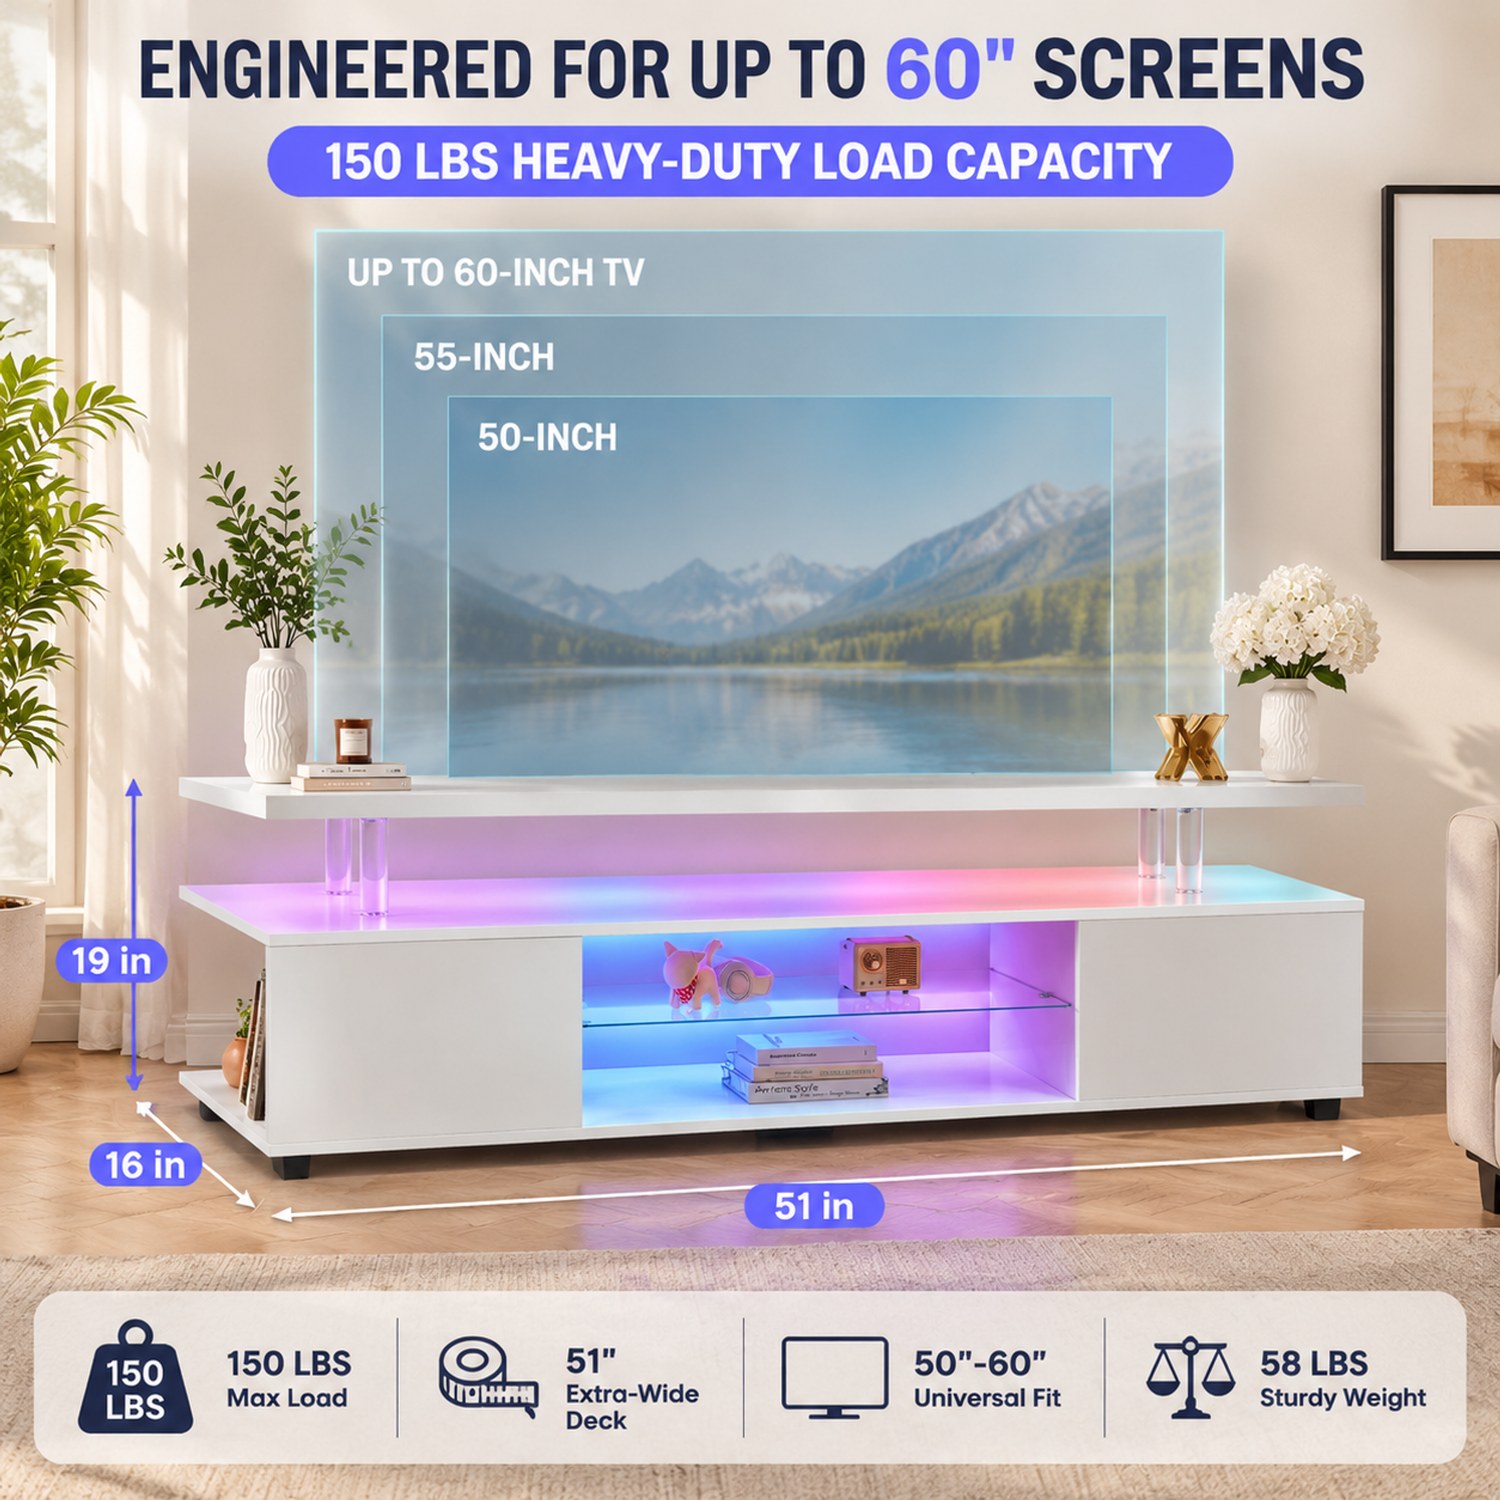 ENGINEERED FOR UP TO 60" SCREENS
150 LBS HEAVY-DUTY LOAD CAPACITY
UP TO 60-INCH TV
55-INCH
50-INCH
19 in
16 in
51 in
150
LBS
150 LBS
Max Load
51"
Extra-Wide
Deck
50"-60"
Universal Fit
58 LBS
Sturdy Weight